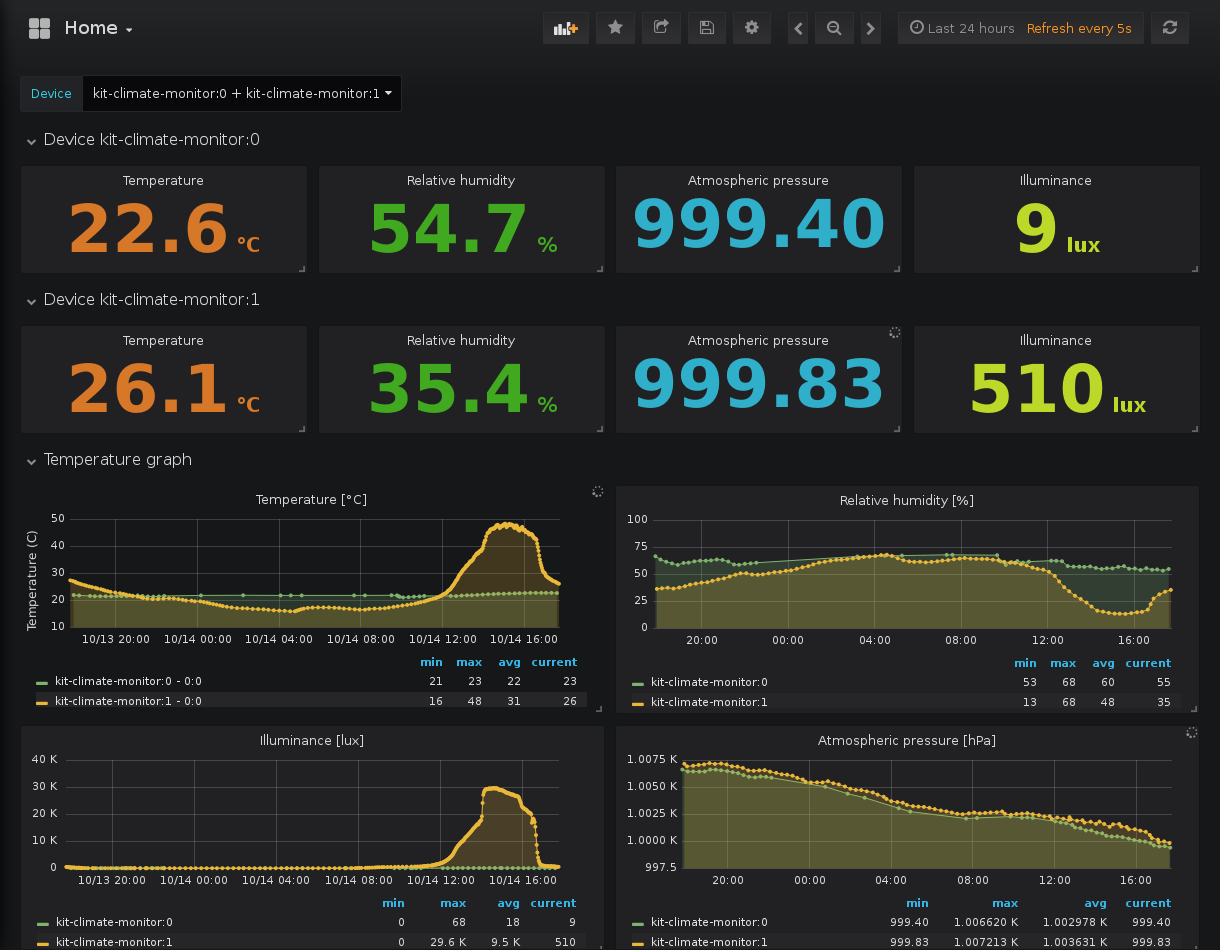 Home
Last 24 hours Refresh every 5s
Device kit-climate-monitor:0 + kit-climate-monitor:1
Device kit-climate-monitor:0
Temperature Relative humidity Atmospheric pressure Illuminance
22.6 °C 54.7 % 999.40 9 lux
Device kit-climate-monitor:1
Temperature Relative humidity Atmospheric pressure Illuminance
26.1 °C 35.4 % 999.83 510 lux
Temperature graph
Temperature [°C]
Temperature (C)
50
40
30
20
10
10/13 20:00 10/14 00:00 10/14 04:00 10/14 08:00 10/14 12:00 10/14 16:00
min max avg current
kit-climate-monitor:0 - 0:0 21 23 22 23
kit-climate-monitor:1 - 0:0 16 48 31 26
Relative humidity [%]
100
75
50
25
0
20:00 00:00 04:00 08:00 12:00 16:00
min max avg current
kit-climate-monitor:0 53 68 60 55
kit-climate-monitor:1 13 68 48 35
Illuminance [lux]
40 K
30 K
20 K
10 K
0
10/13 20:00 10/14 00:00 10/14 04:00 10/14 08:00 10/14 12:00 10/14 16:00
min max avg current
kit-climate-monitor:0 0 68 18 9
kit-climate-monitor:1 0 29.6 K 9.5 K 510
Atmospheric pressure [hPa]
1.0075 K
1.0050 K
1.0025 K
1.0000 K
997.5
20:00 00:00 04:00 08:00 12:00 16:00
min max avg current
kit-climate-monitor:0 999.40 1.006620 K 1.002978 K 999.40
kit-climate-monitor:1 999.83 1.007213 K 1.003631 K 999.83